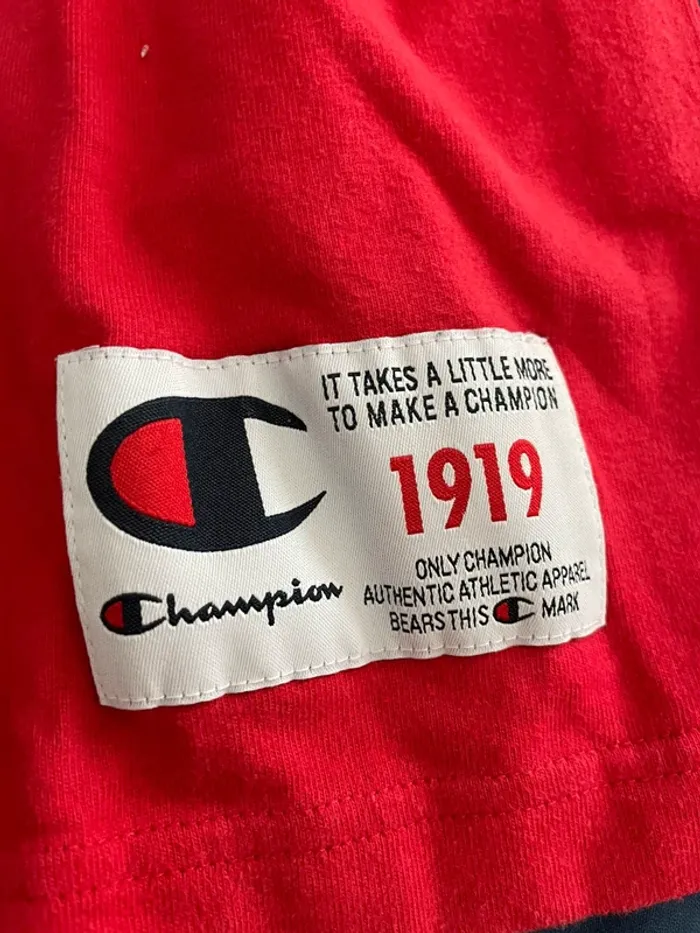 IT TAKES A LITTLE MORE
TO MAKE A CHAMPION
1919
Champion
ONLY CHAMPION
AUTHENTIC ATHLETIC APPAREL
BEARS THIS C MARK